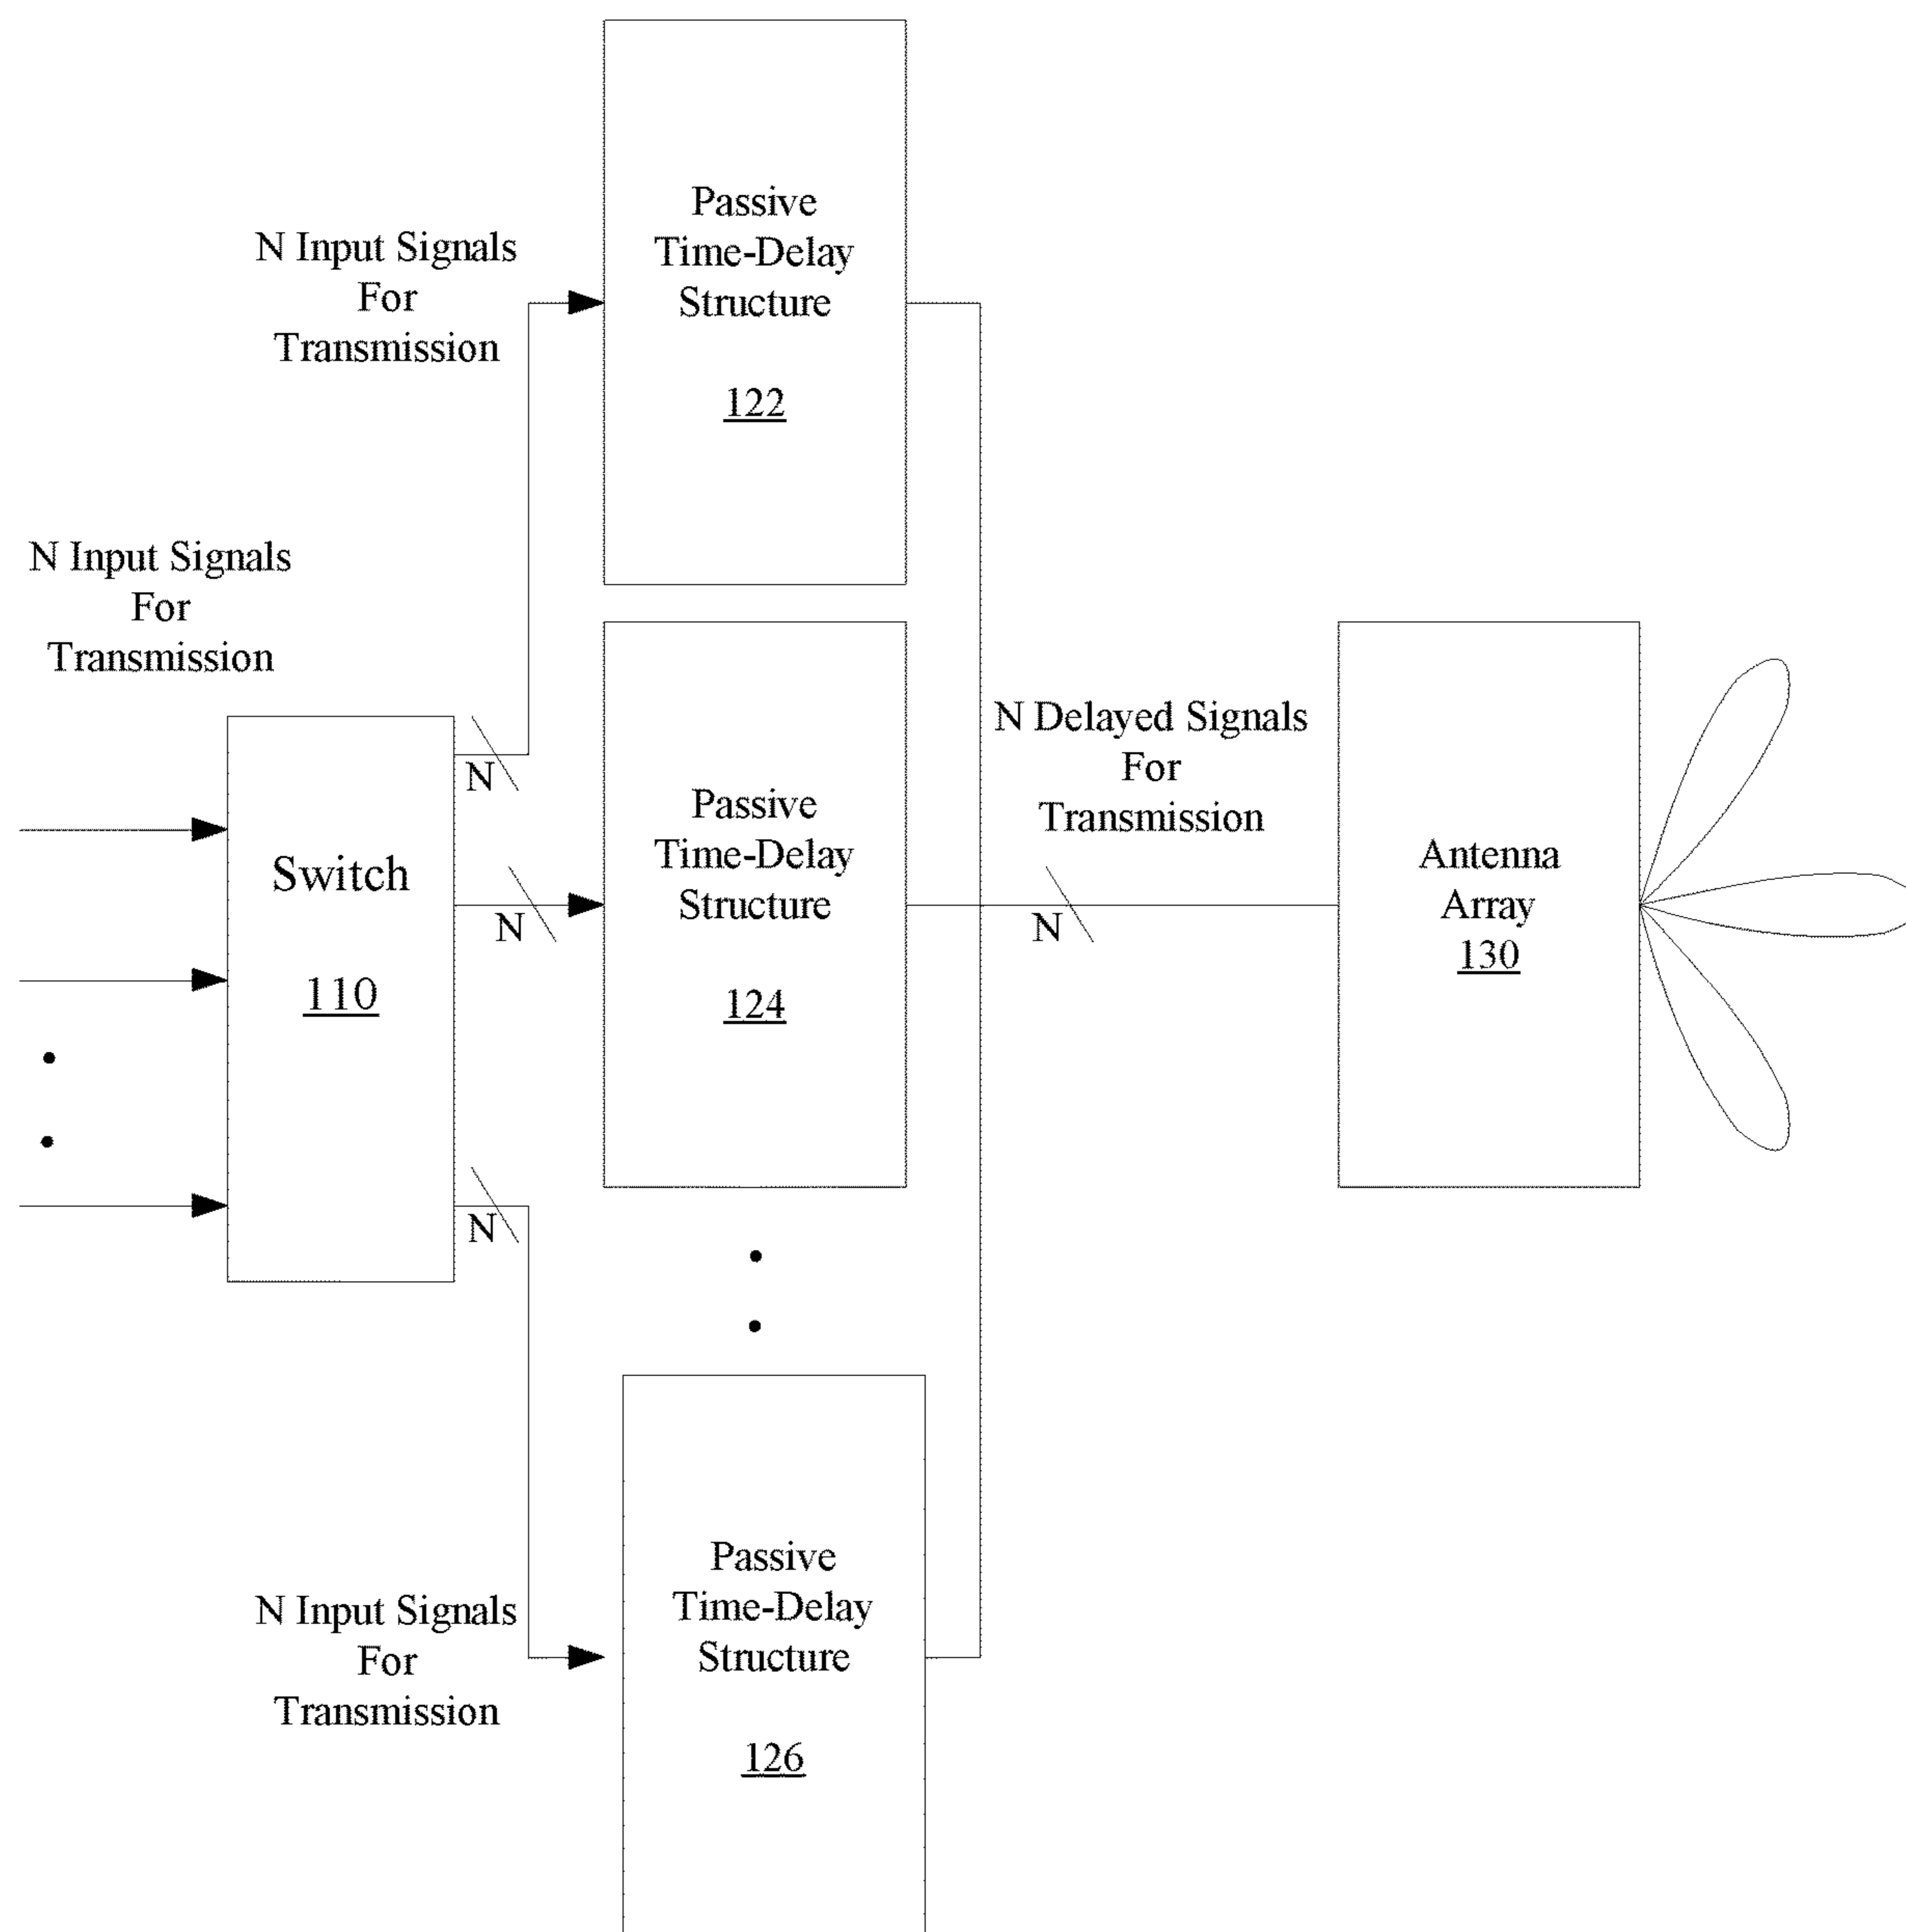 Passive
Time-Delay
Structure
122
N Input Signals
For
Transmission
N Input Signals
For
Transmission
N
Switch
110
N
N
Passive
Time-Delay
Structure
124
N Delayed Signals
For
Transmission
N
Antenna
Array
130
N Input Signals
For
Transmission
Passive
Time-Delay
Structure
126